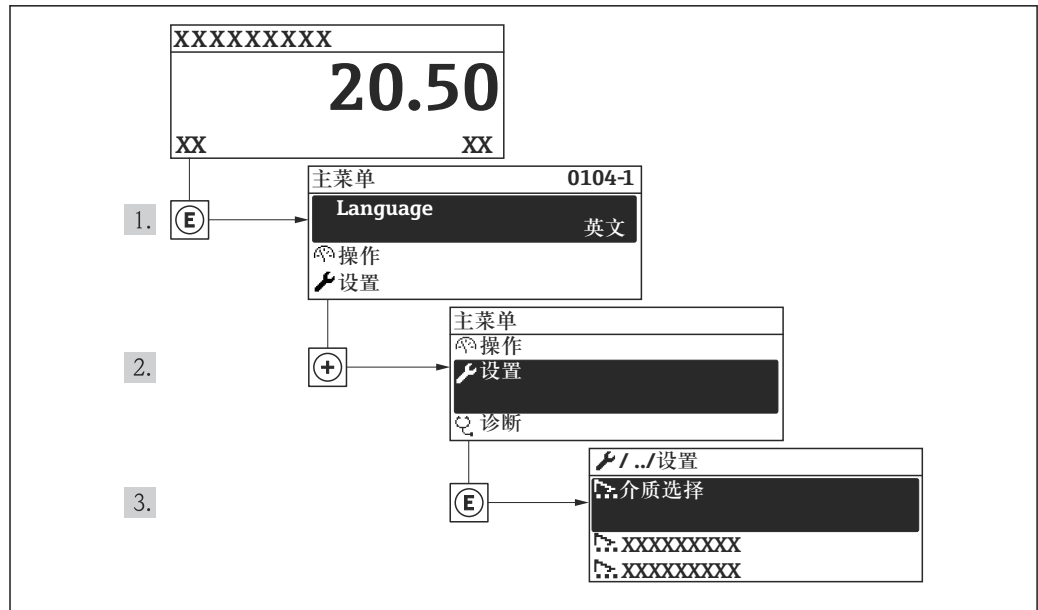 XXXXXXXXX
20.50
XX XX
主菜单 0104-1
1. E Language
英文
操作
设置
主菜单
操作
2. + 设置
诊断
/ ../设置
3. E 介质选择
XXXXXXXXX
XXXXXXXXX